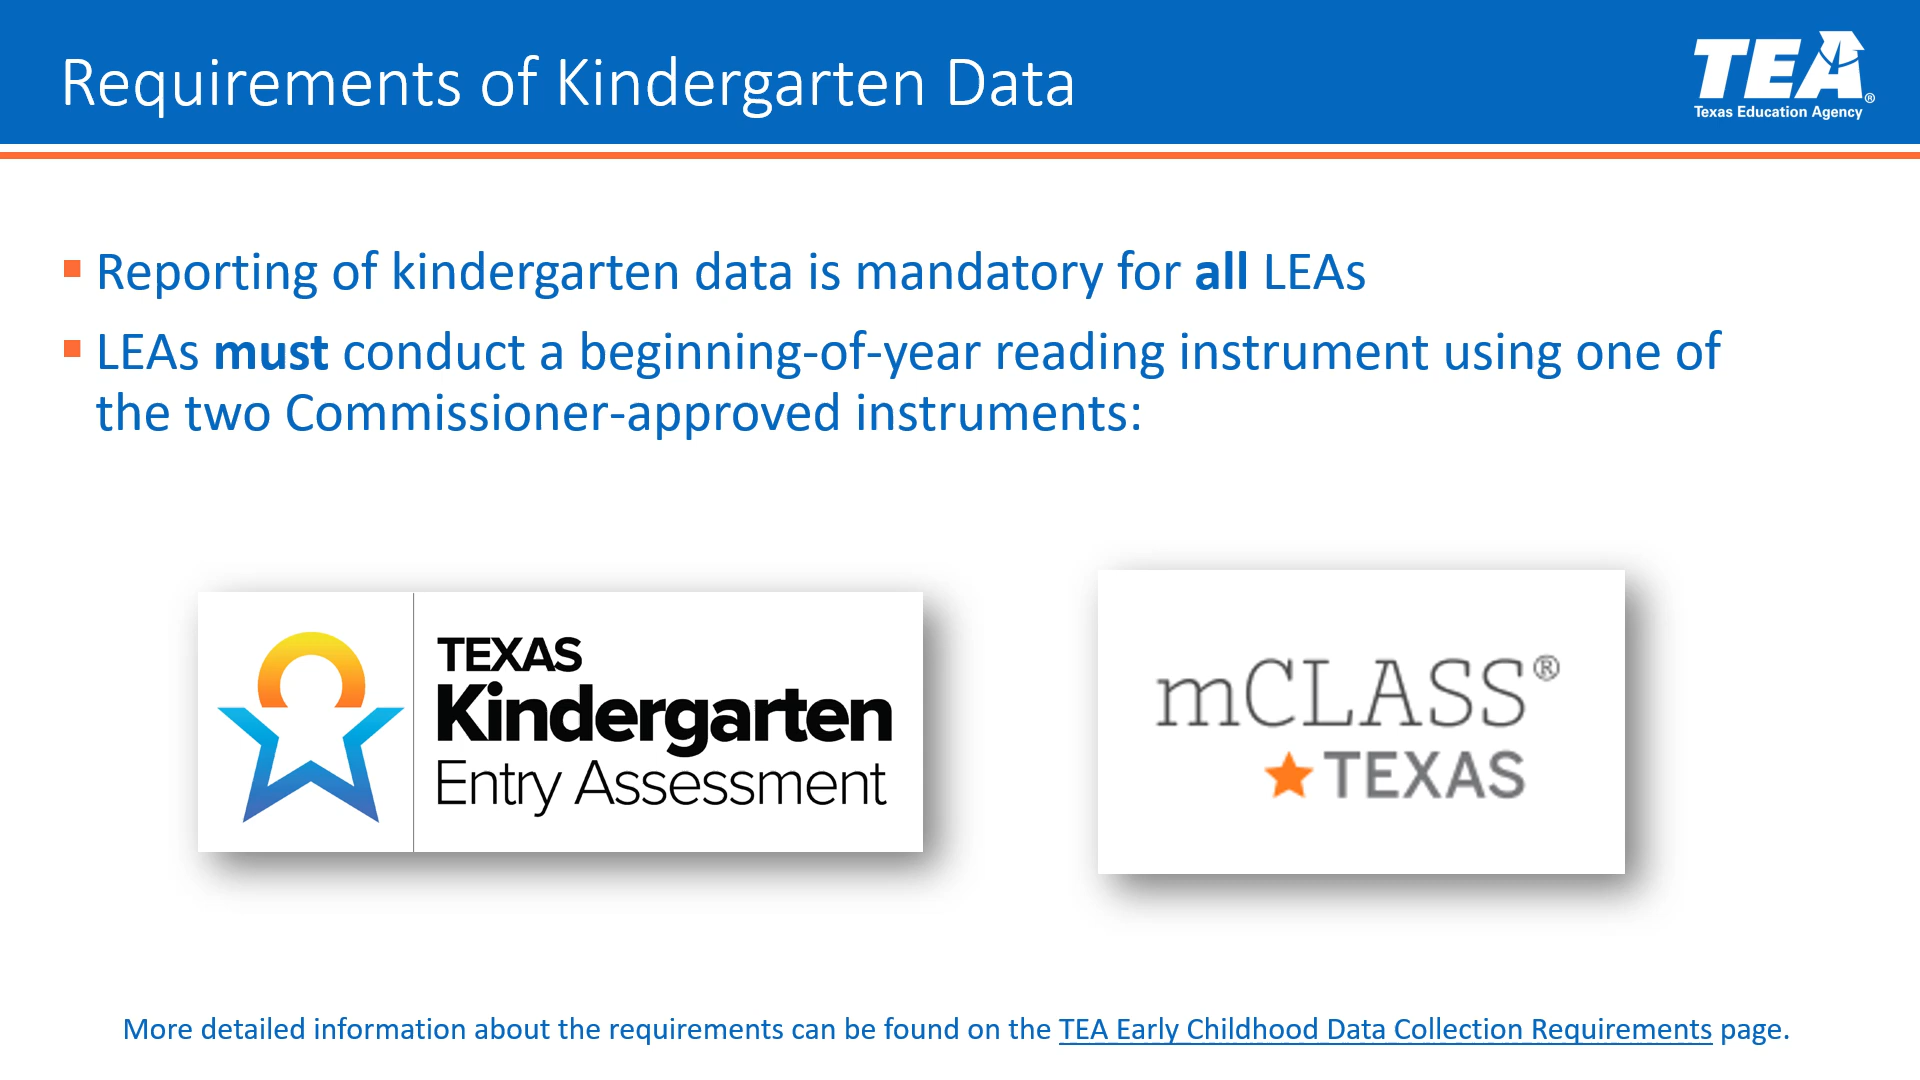 Requirements of Kindergarten Data
TEA®
Texas Education Agency
Reporting of kindergarten data is mandatory for all LEAs
LEAs must conduct a beginning-of-year reading instrument using one of
the two Commissioner-approved instruments:
TEXAS
Kindergarten
Entry Assessment
mCLASS®
TEXAS
More detailed information about the requirements can be found on the TEA Early Childhood Data Collection Requirements page.